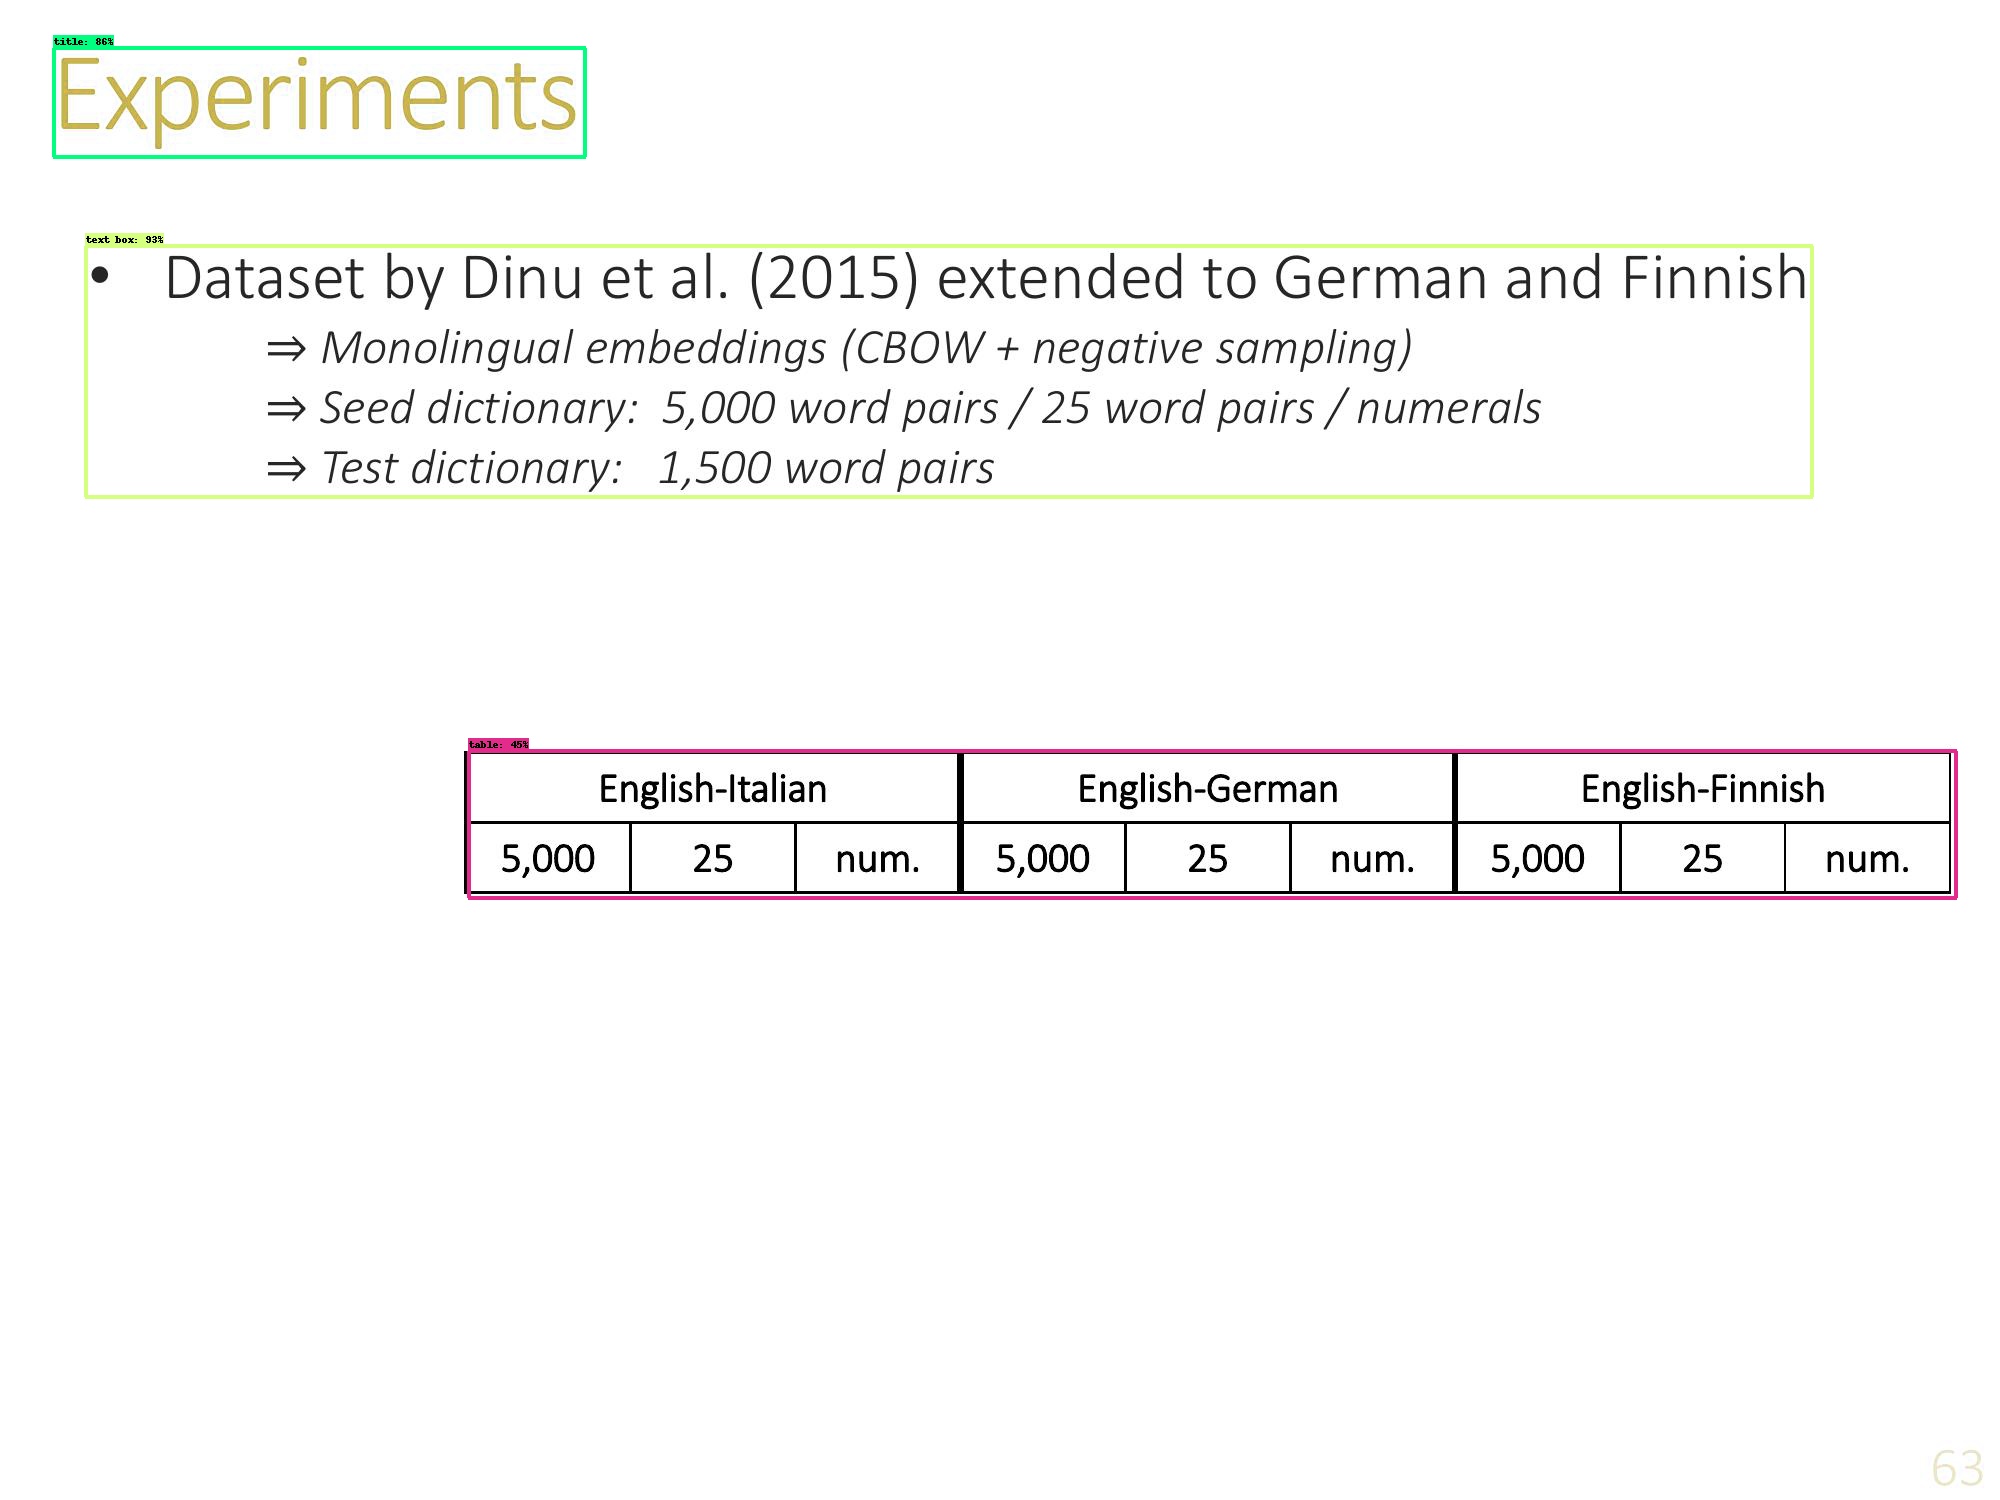 title: 86%
Experiments
text box: 93%
• Dataset by Dinu et al. (2015) extended to German and Finnish
⇒ Monolingual embeddings (CBOW + negative sampling)
⇒ Seed dictionary: 5,000 word pairs / 25 word pairs / numerals
⇒ Test dictionary: 1,500 word pairs
table: 45%
English-Italian English-German English-Finnish
5,000 25 num. 5,000 25 num. 5,000 25 num.
63